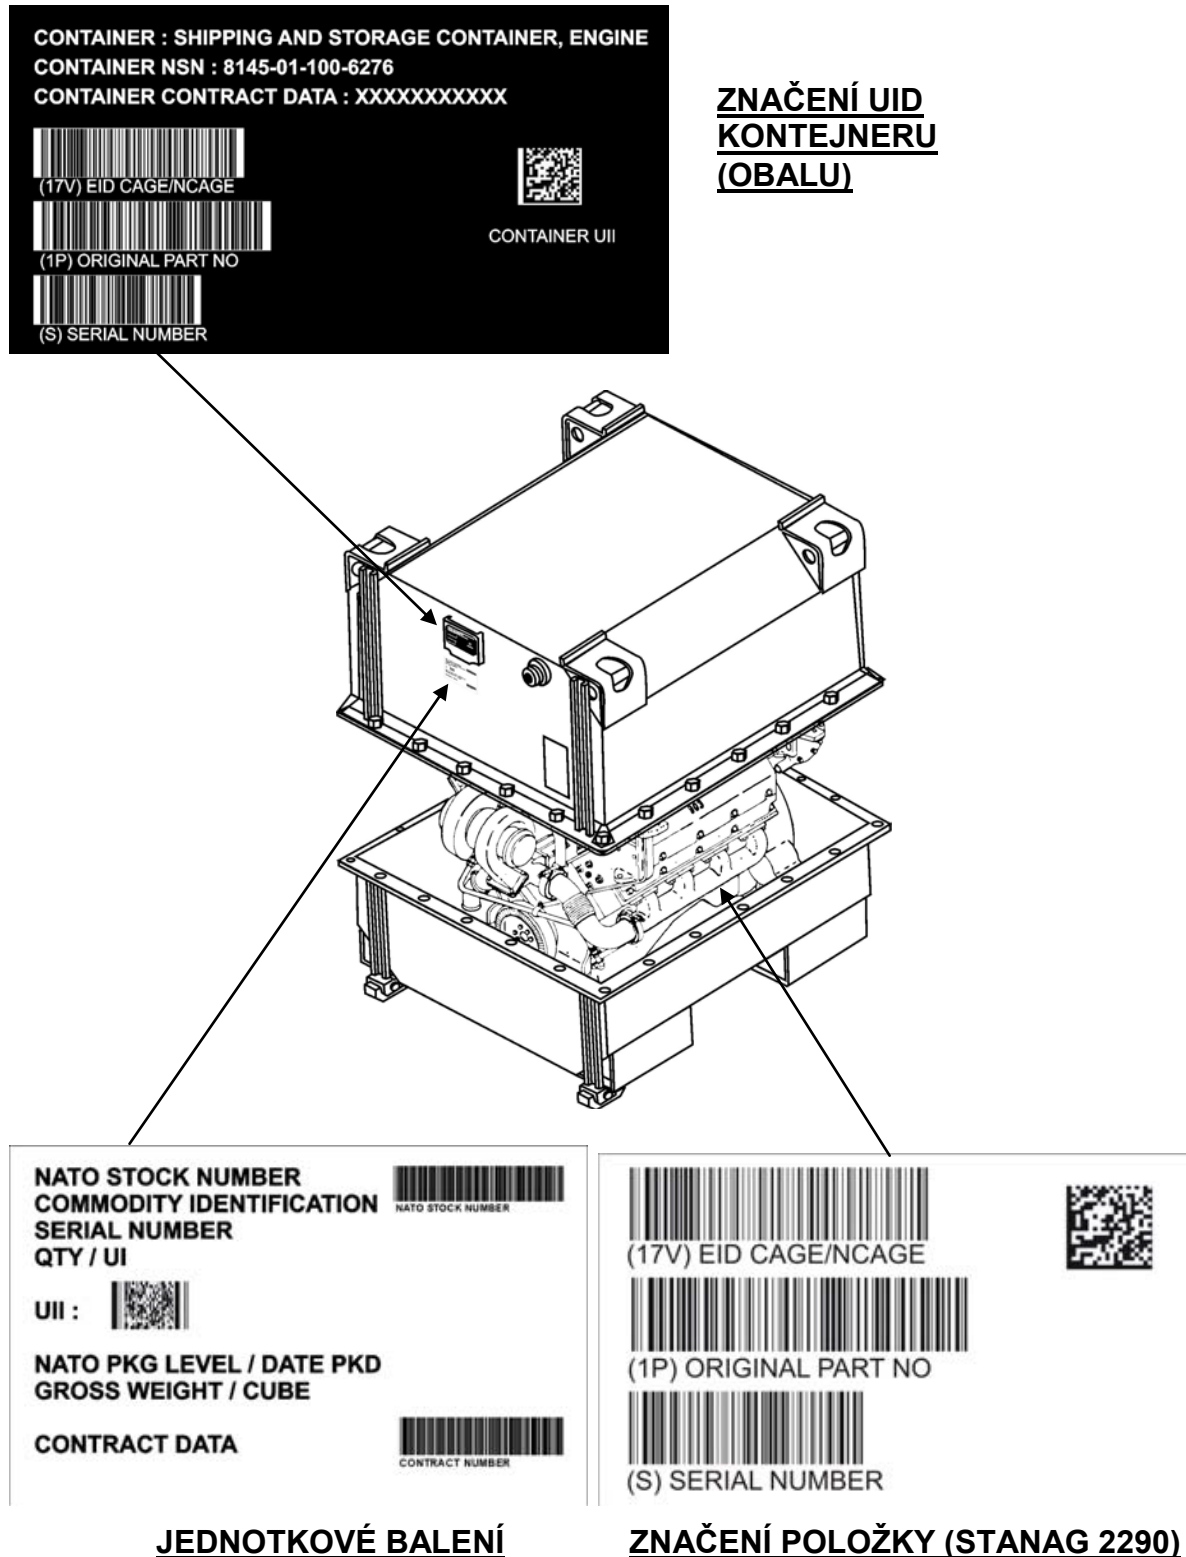 CONTAINER : SHIPPING AND STORAGE CONTAINER, ENGINE
CONTAINER NSN : 8145-01-100-6276
CONTAINER CONTRACT DATA : XXXXXXXXXXX
(17V) EID CAGE/NCAGE
(1P) ORIGINAL PART NO
(S) SERIAL NUMBER
CONTAINER UII
ZNAČENÍ UID
KONTEJNERU
(OBALU)
NATO STOCK NUMBER
COMMODITY IDENTIFICATION
SERIAL NUMBER
QTY / UI
NATO STOCK NUMBER
UII :
NATO PKG LEVEL / DATE PKD
GROSS WEIGHT / CUBE
CONTRACT DATA
CONTRACT NUMBER
(17V) EID CAGE/NCAGE
(1P) ORIGINAL PART NO
(S) SERIAL NUMBER
JEDNOTKOVÉ BALENÍ
ZNAČENÍ POLOŽKY (STANAG 2290)